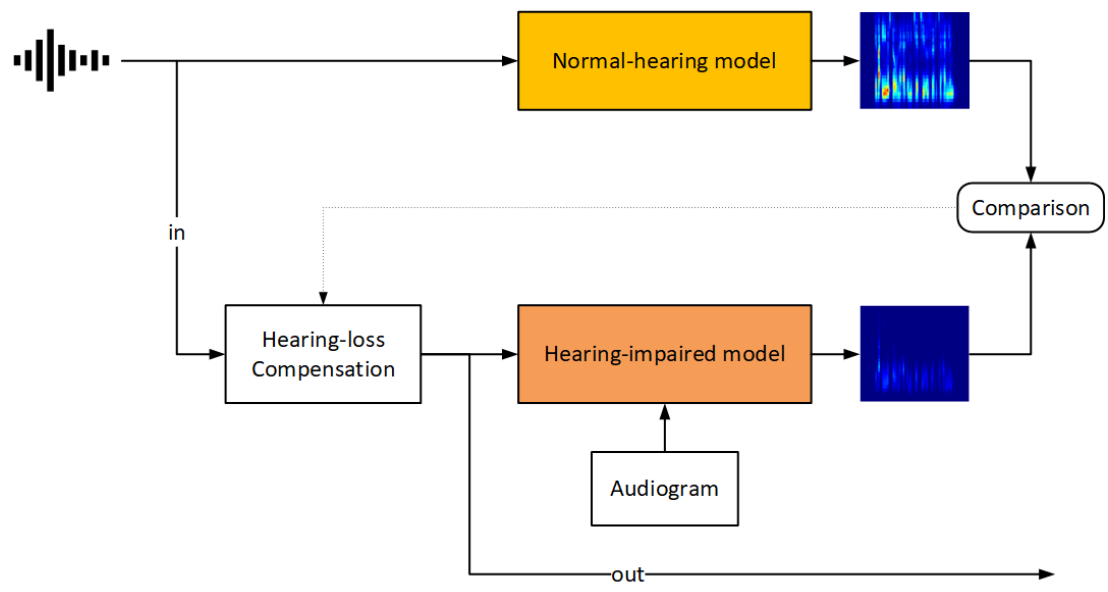 Normal-hearing model
Comparison
in
Hearing-loss
Compensation
Hearing-impaired model
Audiogram
out